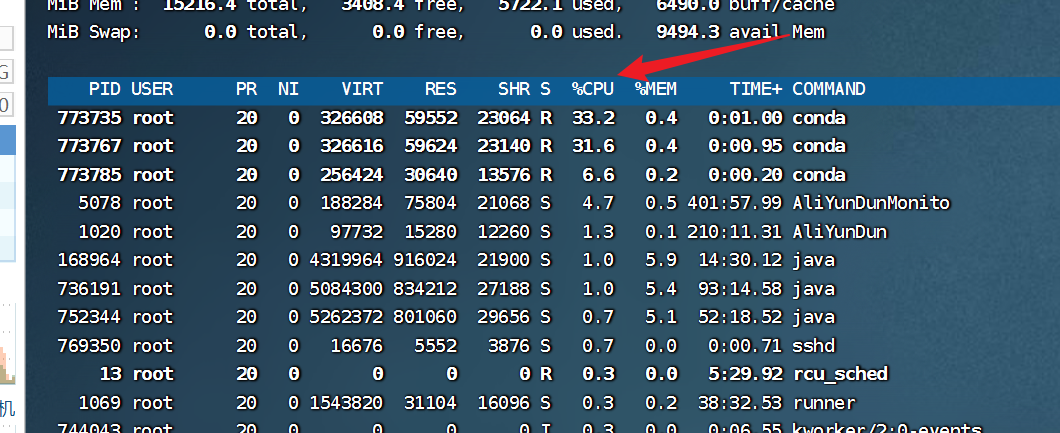 MiB Mem : 15216.4 total, 3408.4 free, 5722.1 used, 6490.0 buff/cache
MiB Swap: 0.0 total, 0.0 free, 0.0 used. 9494.3 avail Mem
PID USER PR NI VIRT RES SHR S %CPU %MEM TIME+ COMMAND
773735 root 20 0 326608 59552 23064 R 33.2 0.4 0:01.00 conda
773767 root 20 0 326616 59624 23140 R 31.6 0.4 0:00.95 conda
773785 root 20 0 256424 30640 13576 R 6.6 0.2 0:00.20 conda
5078 root 20 0 188284 75804 21068 S 4.7 0.5 401:57.99 AliYunDunMonito
1020 root 20 0 97732 15280 12260 S 1.3 0.1 210:11.31 AliYunDun
168964 root 20 0 4319964 916024 21900 S 1.0 5.9 14:30.12 java
736191 root 20 0 5084300 834212 27188 S 1.0 5.4 93:14.58 java
752344 root 20 0 5262372 801060 29656 S 0.7 5.1 52:18.52 java
769350 root 20 0 16676 5552 3876 S 0.7 0.0 0:00.71 sshd
13 root 20 0 0 0 0 R 0.3 0.0 5:29.92 rcu_sched
1069 root 20 0 1543820 31104 16096 S 0.3 0.2 38:32.53 runner
744043 root 20 0 0 0 0 I 0.3 0.0 0:06.55 kworker/2:0-events
G
0
机